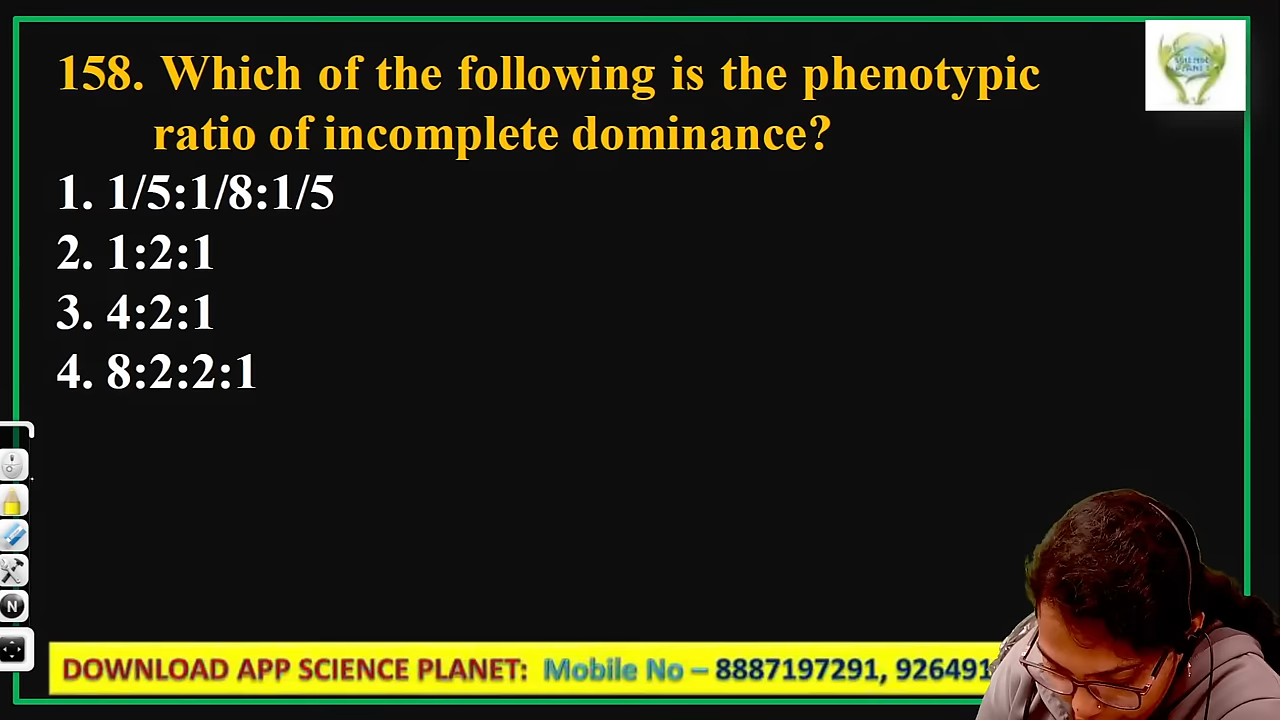 158. Which of the following is the phenotypic
ratio of incomplete dominance?
1. 1/5:1/8:1/5
2. 1:2:1
3. 4:2:1
4. 8:2:2:1
SCIENCE
PLANET
N
DOWNLOAD APP SCIENCE PLANET: Mobile No – 8887197291, 926491